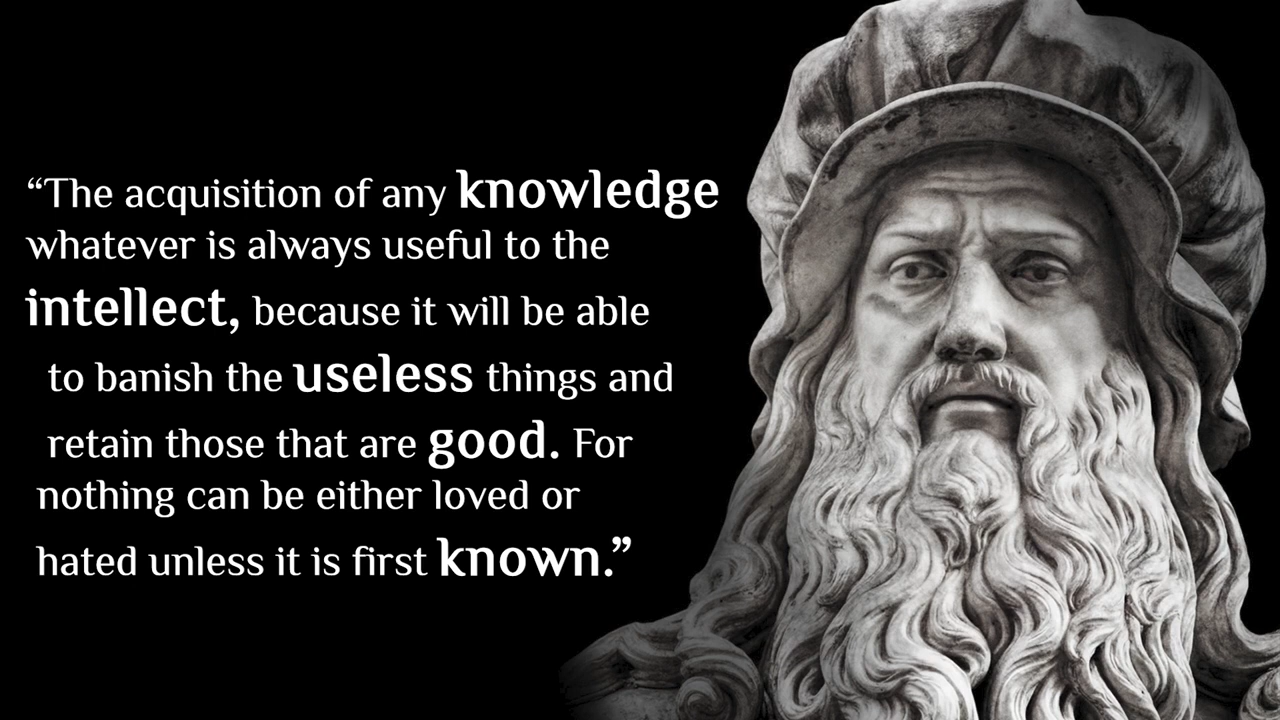 “The acquisition of any knowledge
whatever is always useful to the
intellect, because it will be able
to banish the useless things and
retain those that are good. For
nothing can be either loved or
hated unless it is first known.”